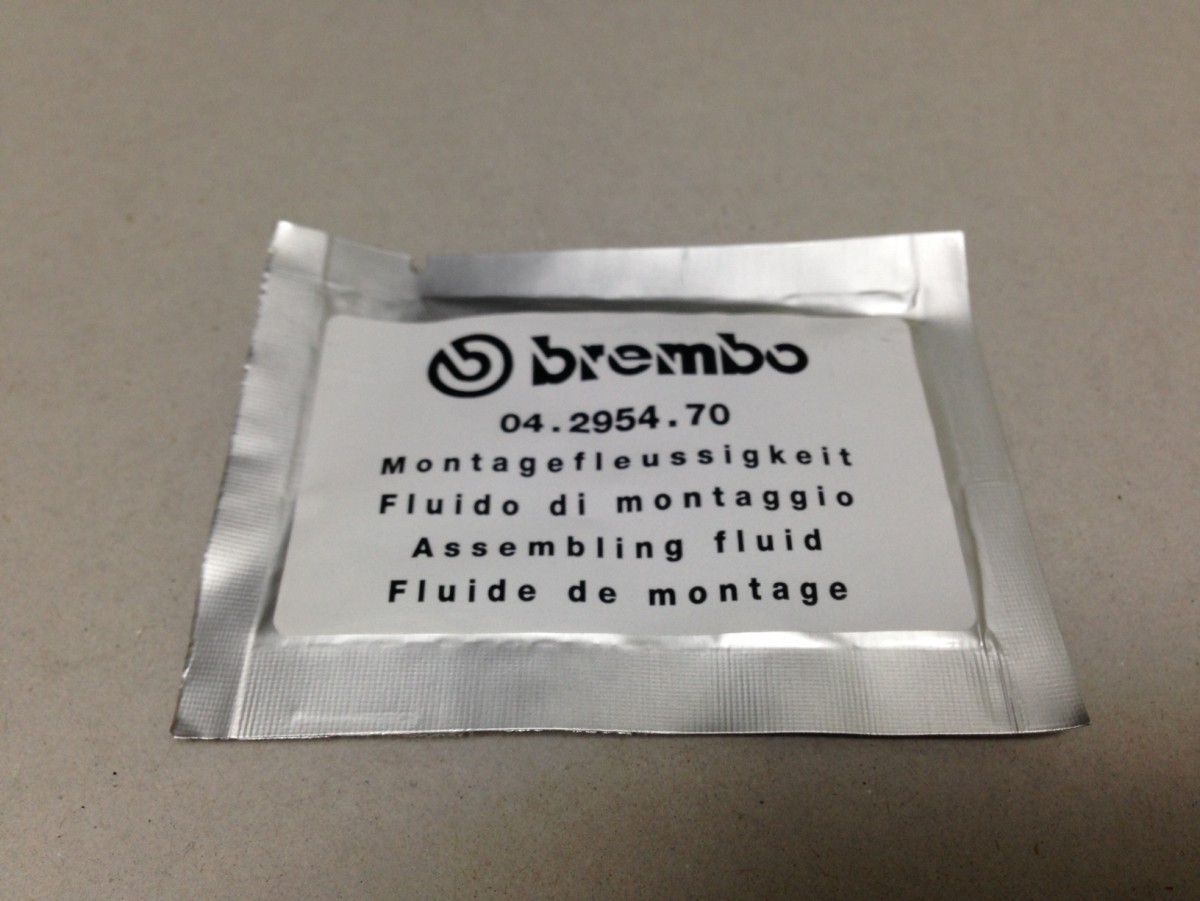 brembo
04.2954.70
Montagefleussigkeit
Fluido di montaggio
Assembling fluid
Fluide de montage